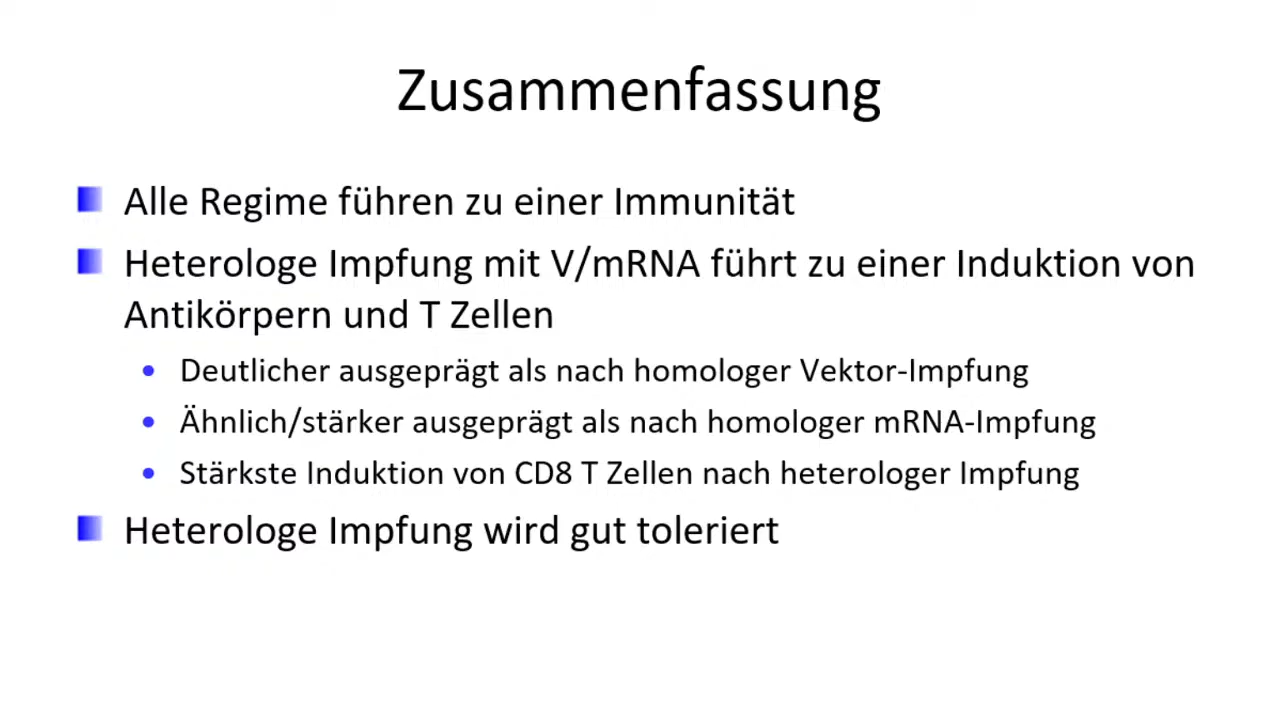 Zusammenfassung
Alle Regime führen zu einer Immunität
Heterologe Impfung mit V/mRNA führt zu einer Induktion von
Antikörpern und T Zellen
Deutlicher ausgeprägt als nach homologer Vektor-Impfung
Ähnlich/stärker ausgeprägt als nach homologer mRNA-Impfung
Stärkste Induktion von CD8 T Zellen nach heterologer Impfung
Heterologe Impfung wird gut toleriert